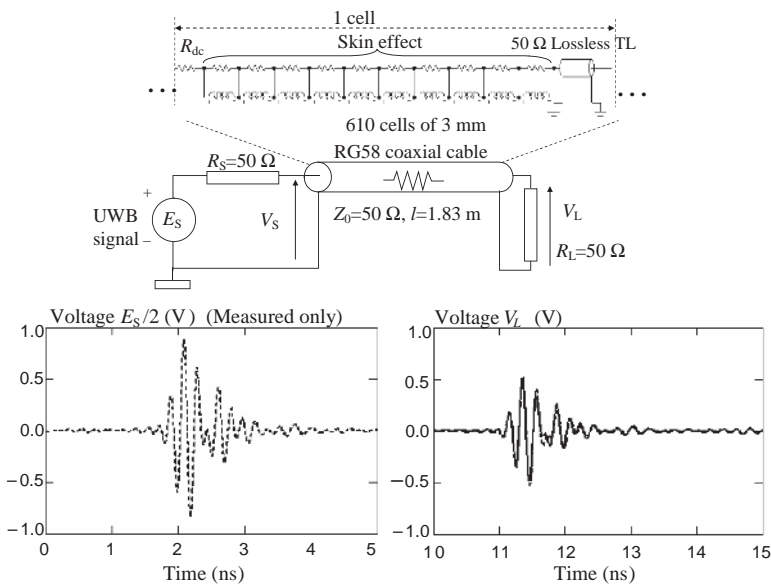 1 cell
R_dc
Skin effect
50 Ω Lossless TL
610 cells of 3 mm
RG58 coaxial cable
R_S=50 Ω
+
UWB
signal
−
E_S
V_S
Z_0=50 Ω, l=1.83 m
V_L
R_L=50 Ω
Voltage E_S/2 (V) (Measured only)
1.0
0.5
0.0
−0.5
−1.0
0 1 2 3 4 5
Time (ns)
Voltage V_L (V)
1.0
0.5
0.0
−0.5
−1.0
10 11 12 13 14 15
Time (ns)